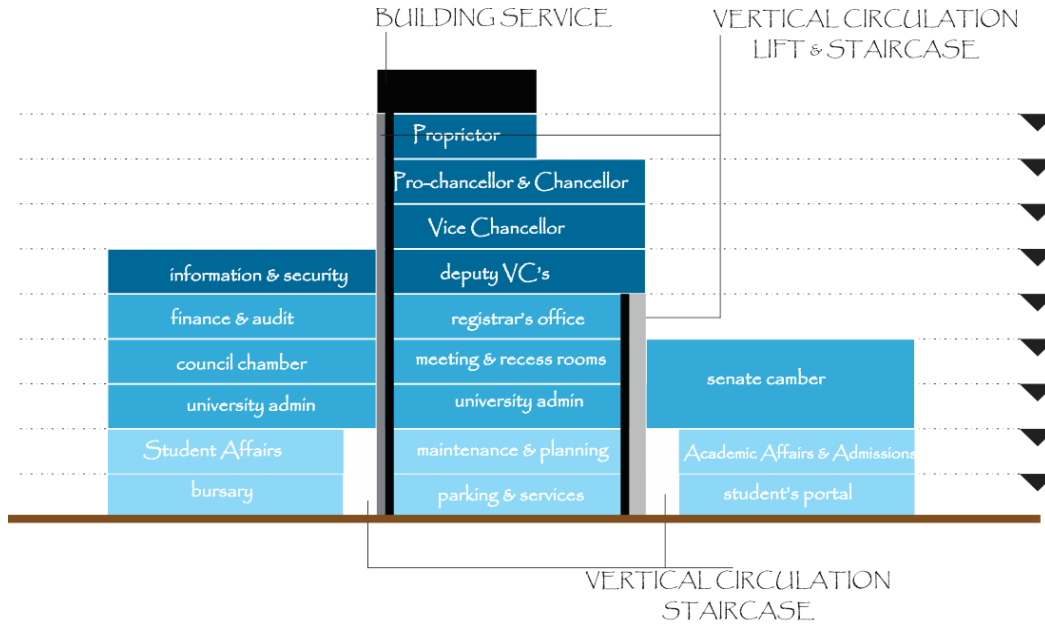 BUILDING SERVICE
VERTICAL CIRCULATION
LIFT & STAIRCASE
Proprictor
Pro-chancellor & Chancellor
Vice Chancellor
information & security
deputy VC's
finance & audit
registrar's office
council chamber
meeting & recess rooms
senate camber
university admin
university admin
Student Affairs
maintenance & planning
Academic Affairs & Admissions
bursary
parking & services
student's portal
VERTICAL CIRCULATION
STAIRCASE